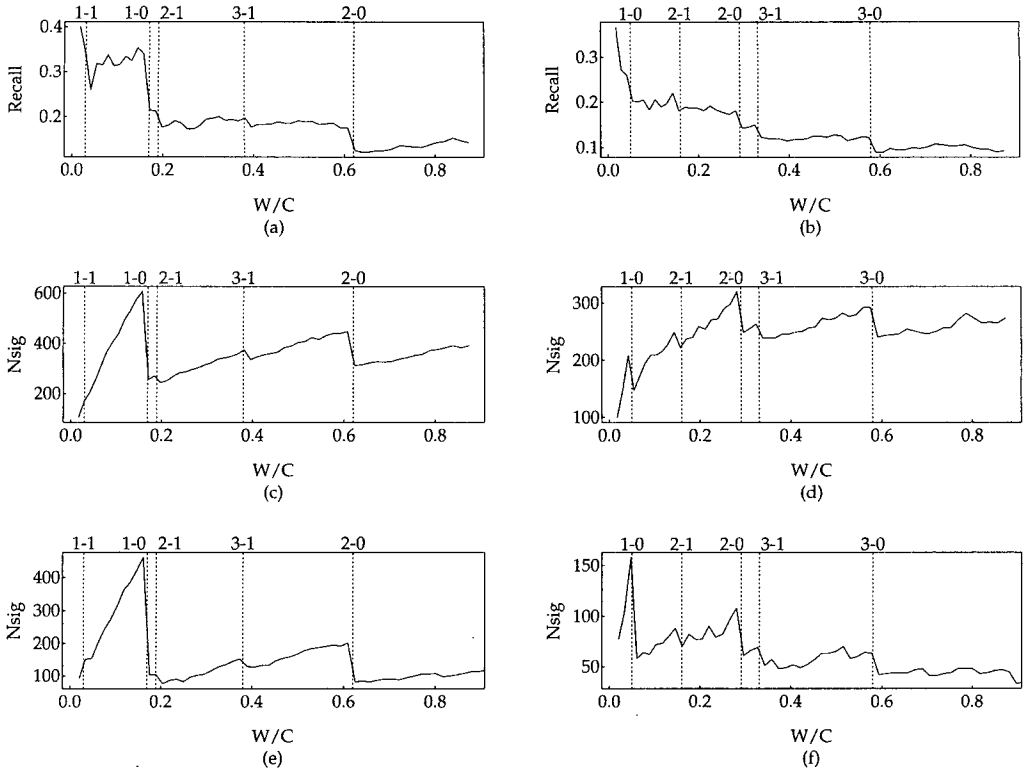 1-1 1-0 2-1 3-1 2-0
0.4
0.3
0.2
Recall
0.0 0.2 0.4 0.6 0.8
W/C
(a)
1-0 2-1 2-0 3-1 3-0
0.3
0.2
0.1
Recall
0.0 0.2 0.4 0.6 0.8
W/C
(b)
1-1 1-0 2-1 3-1 2-0
600
400
200
Nsig
0.0 0.2 0.4 0.6 0.8
W/C
(c)
1-0 2-1 2-0 3-1 3-0
300
200
100
Nsig
0.0 0.2 0.4 0.6 0.8
W/C
(d)
1-1 1-0 2-1 3-1 2-0
400
300
200
100
Nsig
0.0 0.2 0.4 0.6 0.8
W/C
(e)
1-0 2-1 2-0 3-1 3-0
150
100
50
Nsig
0.0 0.2 0.4 0.6 0.8
W/C
(f)